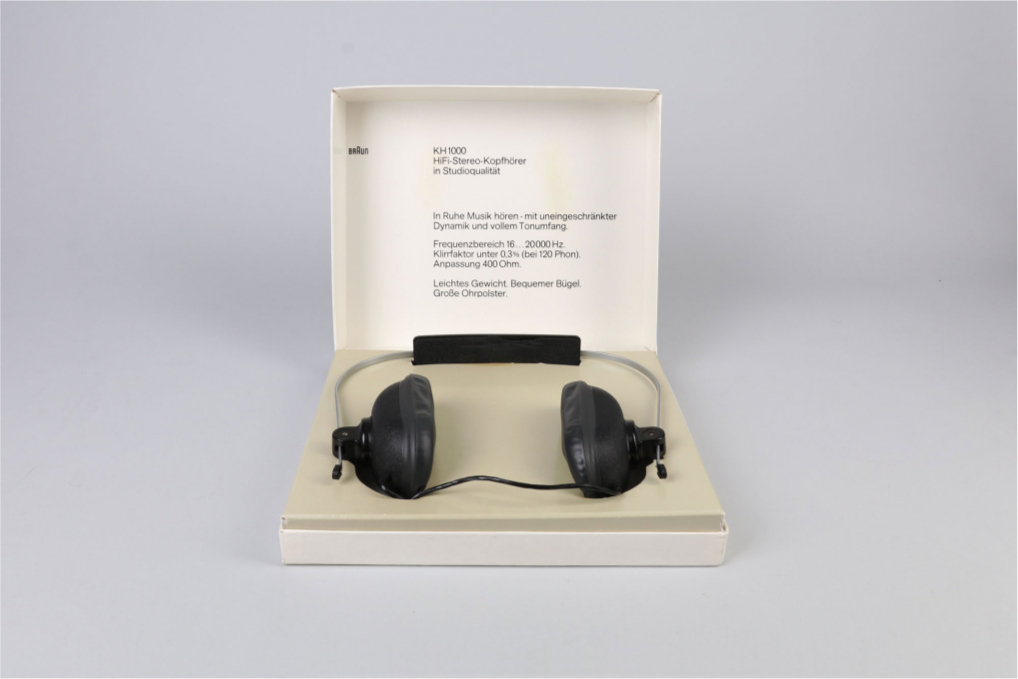 BRAUN
KH 1000
HiFi-Stereo-Kopfhörer
in Studioqualität
In Ruhe Musik hören - mit uneingeschränkter
Dynamik und vollem Tonumfang.
Frequenzbereich 16...20000 Hz.
Klirrfaktor unter 0,3% (bei 120 Phon).
Anpassung 400 Ohm.
Leichtes Gewicht. Bequemer Bügel.
Große Ohrpolster.